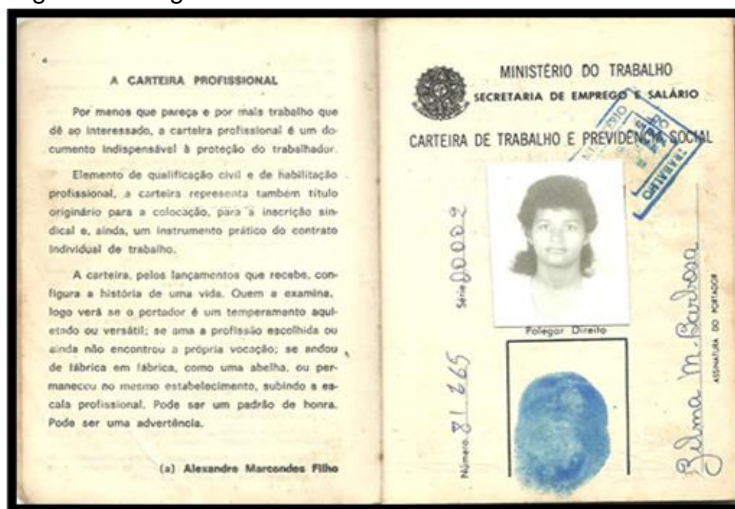 A CARTEIRA PROFISSIONAL
Por menos que pareça e por mais trabalho que
dê ao interessado, a carteira profissional é um do-
cumento indispensável à proteção do trabalhador.
Elemento de qualificação civil e de habilitação
profissional, a carteira representa também título
originário para a colocação, para a inscrição sin-
dical e, ainda, um instrumento prático do contrato
individual de trabalho.
A carteira, pelos lançamentos que recebe, con-
figura a história de uma vida. Quem a examina,
logo verá se o portador é um temperamento aqui-
etado ou versátil; se ama a profissão escolhida ou
ainda não encontrou a própria vocação; se andou
de fábrica em fábrica, como uma abelha, ou per-
maneceu no mesmo estabelecimento, subindo a es-
cala profissional. Pode ser um padrão de honra.
Pode ser uma advertência.
(a) Alexandre Marcondes Filho
MINISTÉRIO DO TRABALHO
SECRETARIA DE EMPREGO E SALÁRIO
CARTEIRA DE TRABALHO E PREVIDÊNCIA SOCIAL
TRABALHO
Série 00002
Polegar Direito
Número 81265
Zelma M. Barbosa
ASSINATURA DO PORTADOR